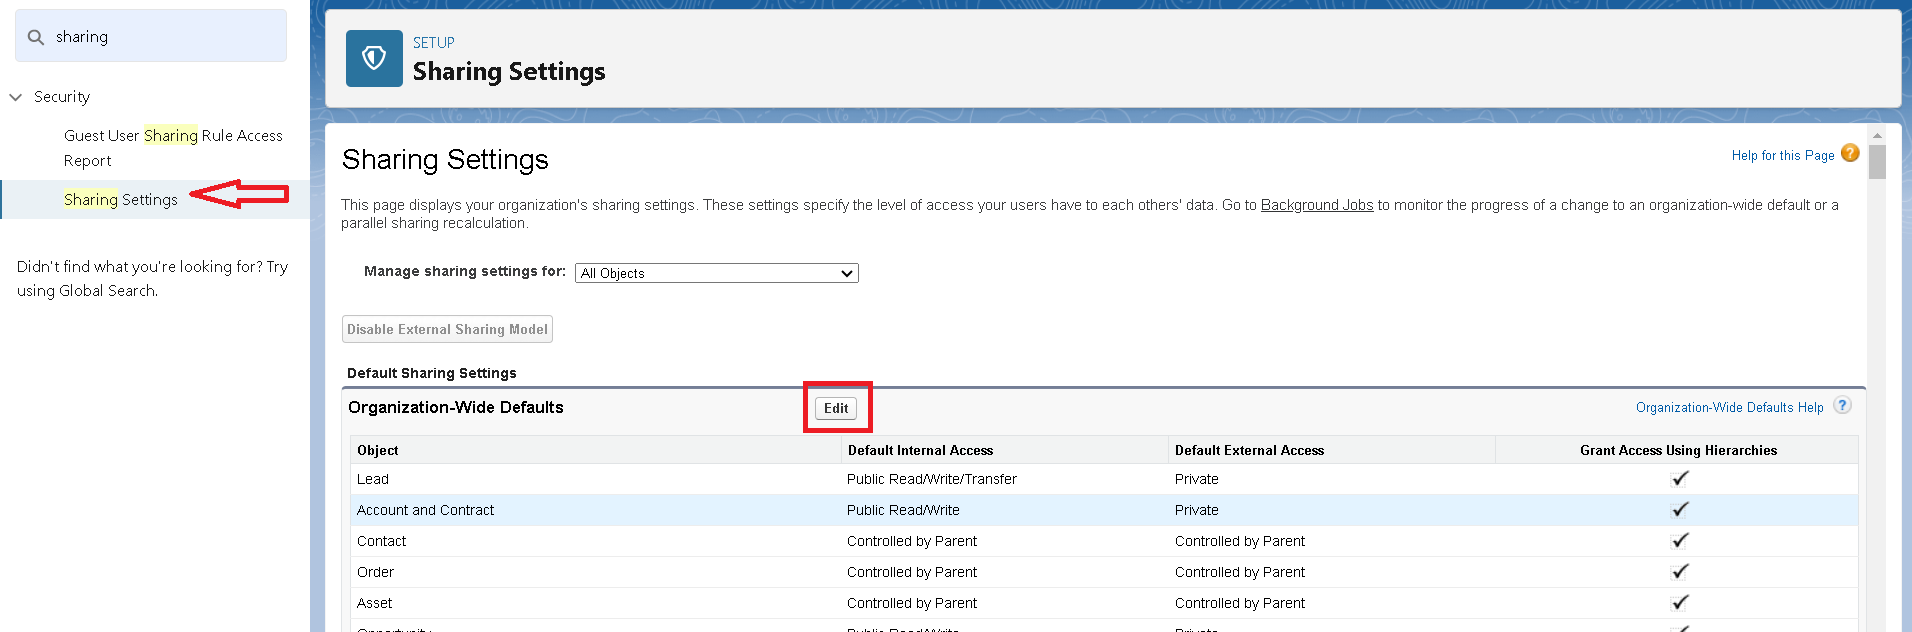 sharing
Security
Guest User Sharing Rule Access
Report
Sharing Settings
Didn't find what you're looking for? Try
using Global Search.
SETUP
Sharing Settings
Sharing Settings
Help for this Page ?
This page displays your organization's sharing settings. These settings specify the level of access your users have to each others' data. Go to Background Jobs to monitor the progress of a change to an organization-wide default or a
parallel sharing recalculation.
Manage sharing settings for: All Objects
Disable External Sharing Model
Default Sharing Settings
Organization-Wide Defaults Edit Organization-Wide Defaults Help ?
Object Default Internal Access Default External Access Grant Access Using Hierarchies
Lead Public Read/Write/Transfer Private
Account and Contract Public Read/Write Private
Contact Controlled by Parent Controlled by Parent
Order Controlled by Parent Controlled by Parent
Asset Controlled by Parent Controlled by Parent
Opportunity Public Read/Write Private